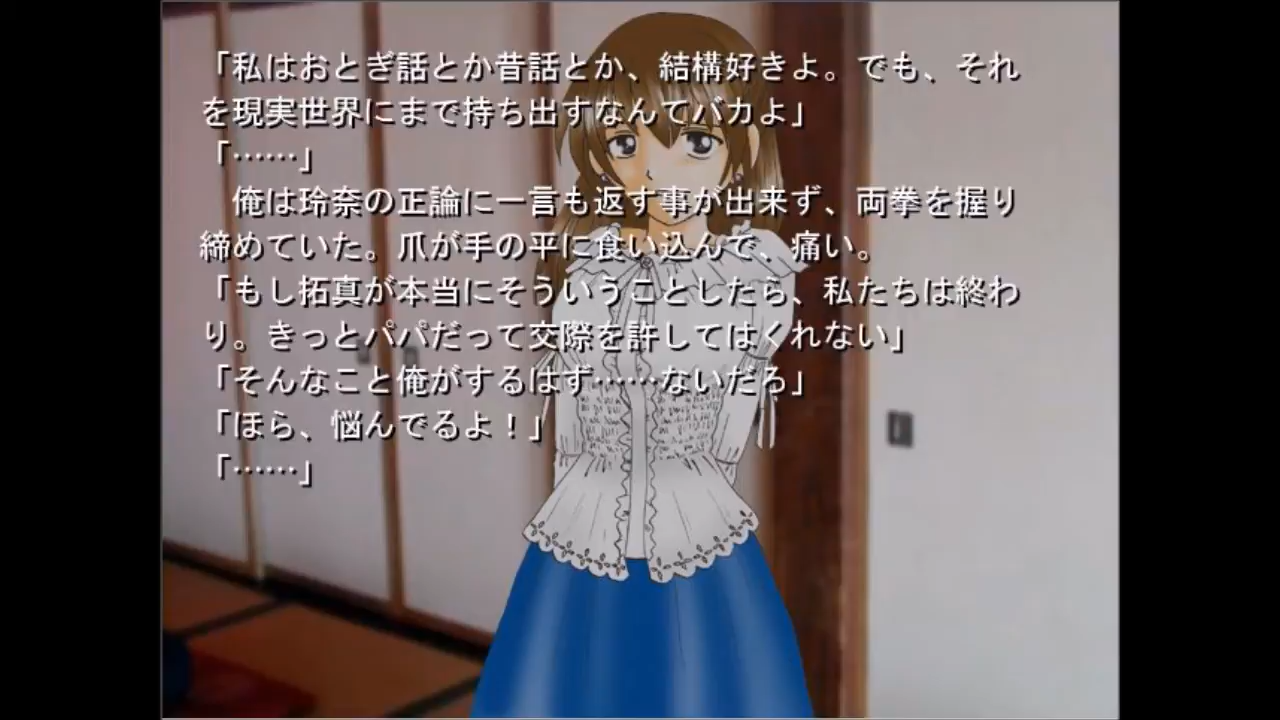 「私はおとぎ話とか昔話とか、結構好きよ。でも、それ
を現実世界にまで持ち出すなんてバカよ」
「……」
　俺は玲奈の正論に一言も返す事が出来ず、両拳を握り
締めていた。爪が手の平に食い込んで、痛い。
「もし拓真が本当にそういうことしたら、私たちは終わ
り。きっとパパだって交際を許してはくれない」
「そんなこと俺がするはず……ないだろ」
「ほら、悩んでるよ！」
「……」